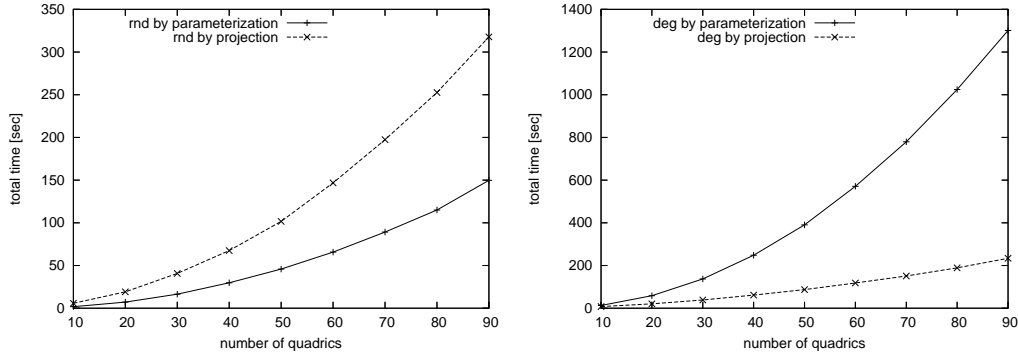 rnd by parameterization
rnd by projection
350
300
250
200
150
100
50
0
total time [sec]
10 20 30 40 50 60 70 80 90
number of quadrics
deg by parameterization
deg by projection
1400
1200
1000
800
600
400
200
0
total time [sec]
10 20 30 40 50 60 70 80 90
number of quadrics